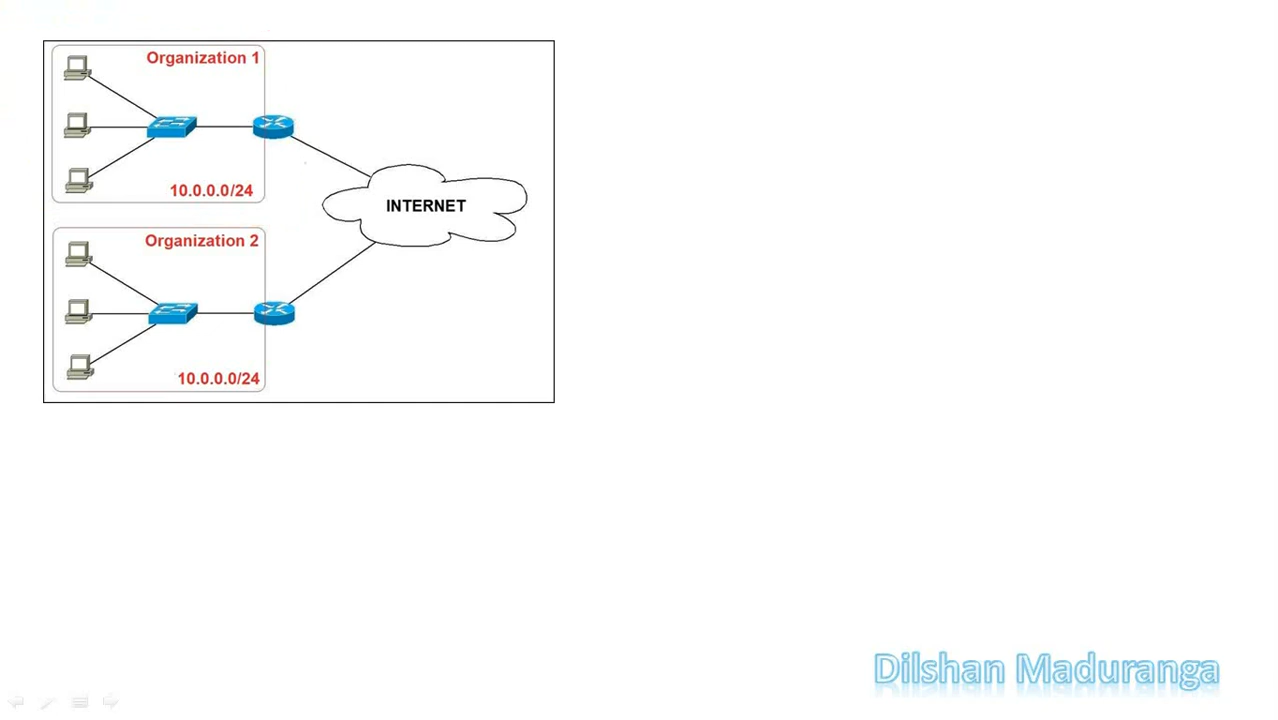 Organization 1
10.0.0.0/24
INTERNET
Organization 2
10.0.0.0/24
Dilshan Maduranga